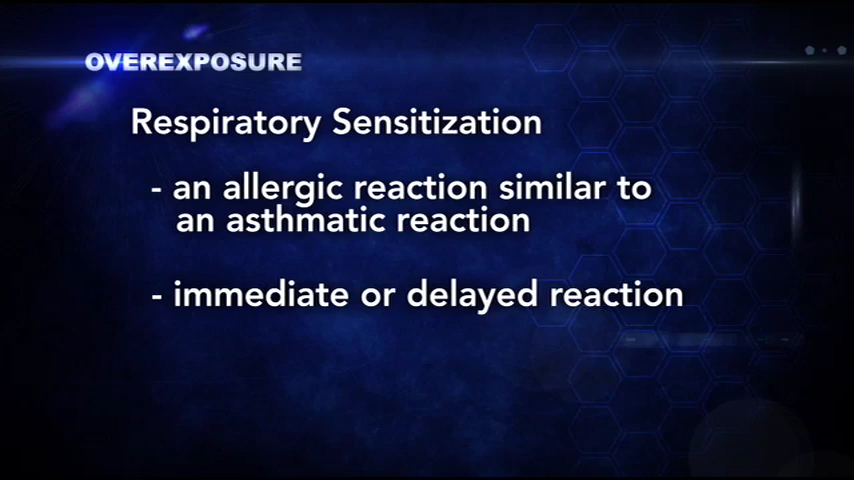 OVEREXPOSURE
Respiratory Sensitization
- an allergic reaction similar to
an asthmatic reaction
- immediate or delayed reaction